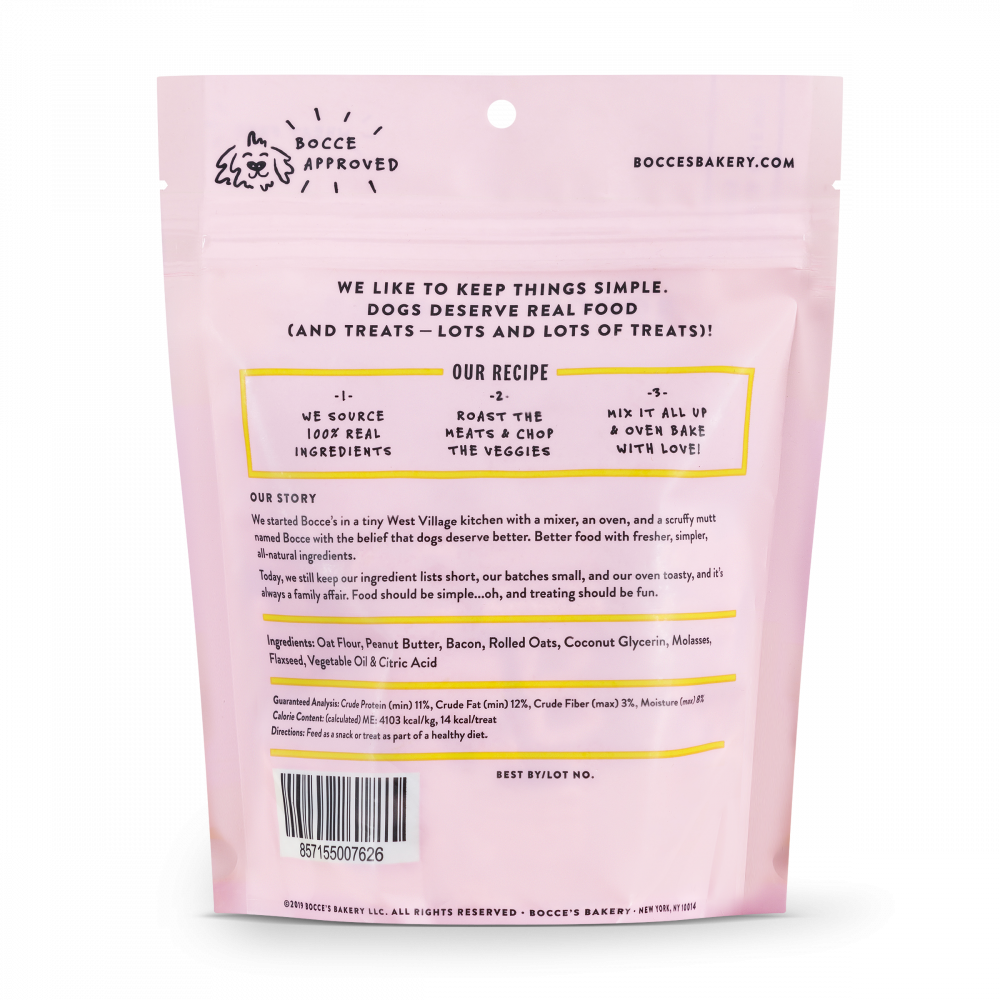 BOCCE
APPROVED
BOCCESBAKERY.COM
WE LIKE TO KEEP THINGS SIMPLE.
DOGS DESERVE REAL FOOD
(AND TREATS — LOTS AND LOTS OF TREATS)!
OUR RECIPE
-1-
WE SOURCE
100% REAL
INGREDIENTS
-2-
ROAST THE
MEATS & CHOP
THE VEGGIES
-3-
MIX IT ALL UP
& OVEN BAKE
WITH LOVE!
OUR STORY
We started Bocce's in a tiny West Village kitchen with a mixer, an oven, and a scruffy mutt
named Bocce with the belief that dogs deserve better. Better food with fresher, simpler,
all-natural ingredients.
Today, we still keep our ingredient lists short, our batches small, and our oven toasty, and it's
always a family affair. Food should be simple...oh, and treating should be fun.
Ingredients: Oat Flour, Peanut Butter, Bacon, Rolled Oats, Coconut Glycerin, Molasses,
Flaxseed, Vegetable Oil & Citric Acid
Guaranteed Analysis: Crude Protein (min) 11%, Crude Fat (min) 12%, Crude Fiber (max) 3%, Moisture (max) 8%
Calorie Content: (calculated) ME: 4103 kcal/kg, 14 kcal/treat
Directions: Feed as a snack or treat as part of a healthy diet.
BEST BY/LOT NO.
857155007626
©2019 BOCCE'S BAKERY LLC. ALL RIGHTS RESERVED • BOCCE'S BAKERY • NEW YORK, NY 10014